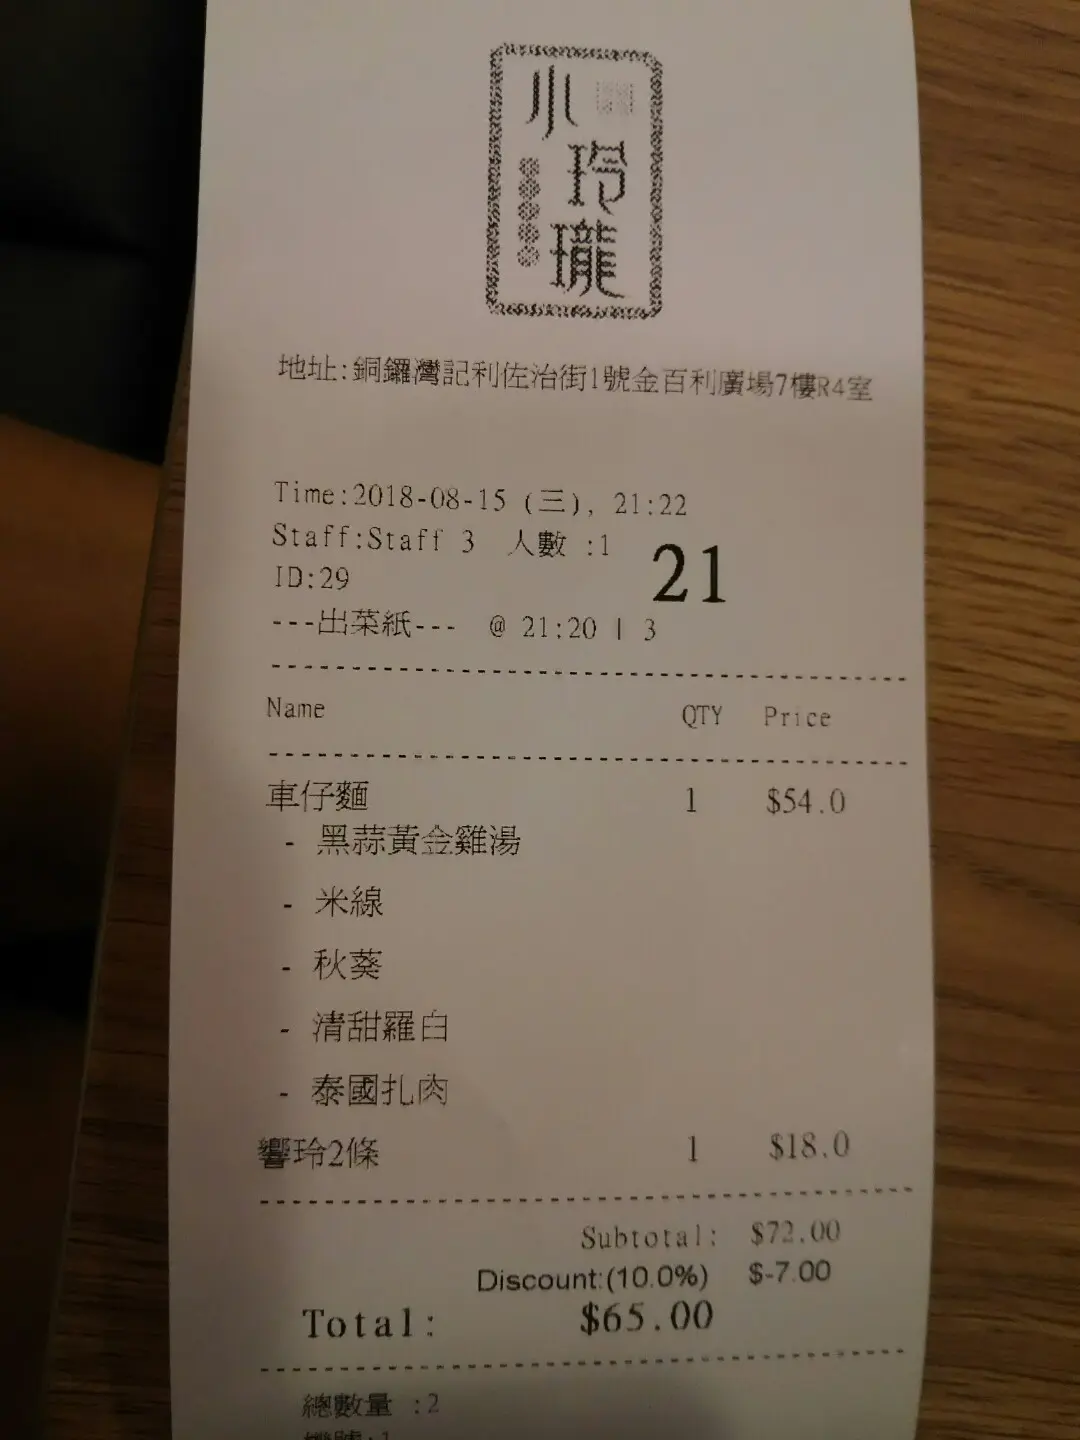 小玲瓏
地址:銅鑼灣記利佐治街1號金百利廣場7樓R4室
Time:2018-08-15 (三), 21:22
Staff:Staff 3 人數 :1
21
ID:29
---出菜紙--- @ 21:20 | 3
Name QTY Price
車仔麵 1 $54.0
- 黑蒜黃金雞湯
- 米線
- 秋葵
- 清甜羅白
- 泰國扎肉
響玲2條 1 $18.0
Subtotal: $72.00
Discount:(10.0%) $-7.00
Total: $65.00
總數量 :2